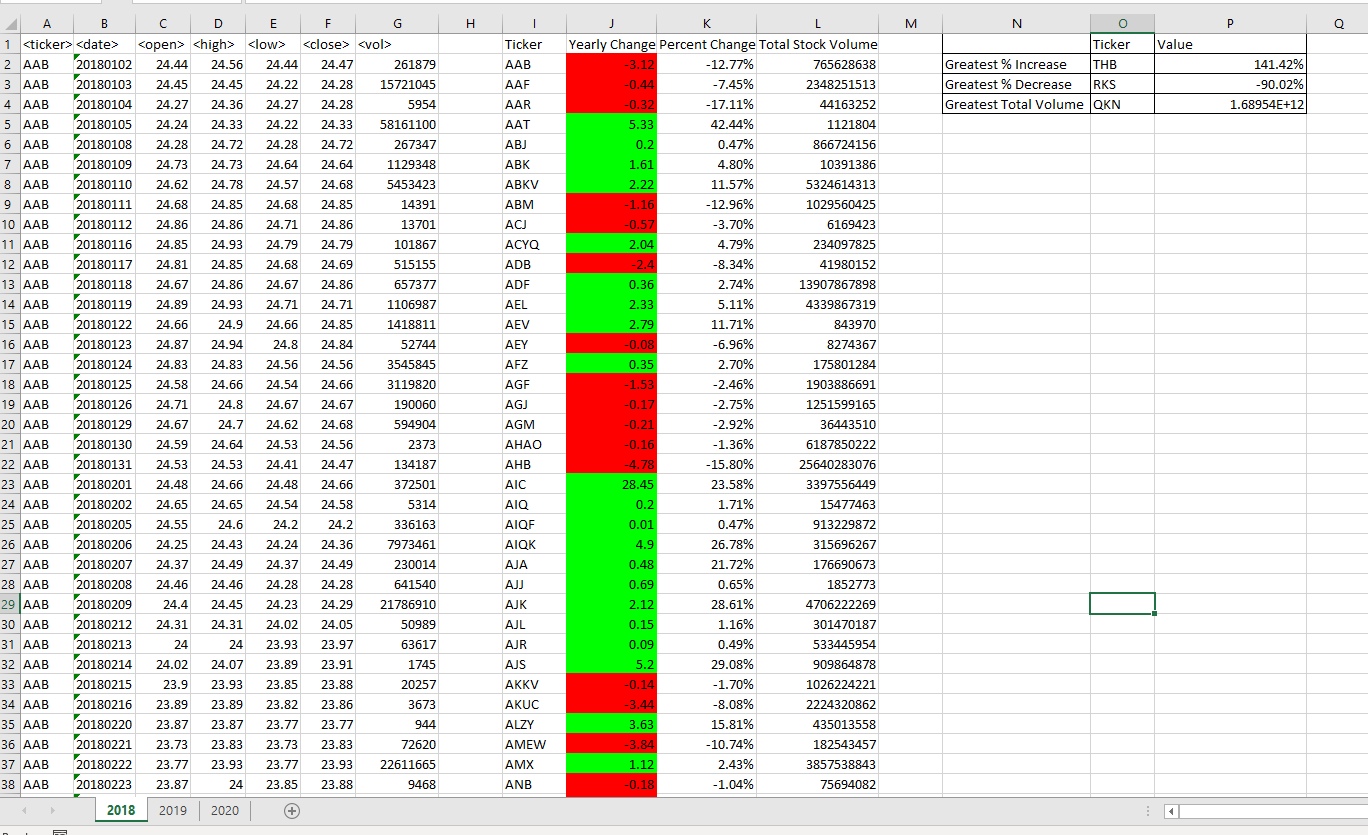 A B C D E F G H I J K L M N O P Q
1 <ticker> <date> <open> <high> <low> <close> <vol> Ticker Yearly Change Percent Change Total Stock Volume Ticker Value
2 AAB 20180102 24.44 24.56 24.44 24.47 261879 AAB -3.12 -12.77% 765628638 Greatest % Increase THB 141.42%
3 AAB 20180103 24.45 24.45 24.22 24.28 15721045 AAF -0.44 -7.45% 2348251513 Greatest % Decrease RKS -90.02%
4 AAB 20180104 24.27 24.36 24.27 24.28 5954 AAR -0.32 -17.11% 44163252 Greatest Total Volume QKN 1.68954E+12
5 AAB 20180105 24.24 24.33 24.22 24.33 58161100 AAT 5.33 42.44% 1121804
6 AAB 20180108 24.28 24.72 24.28 24.72 267347 ABJ 0.2 0.47% 866724156
7 AAB 20180109 24.73 24.73 24.64 24.64 1129348 ABK 1.61 4.80% 10391386
8 AAB 20180110 24.62 24.78 24.57 24.68 5453423 ABKV 2.22 11.57% 5324614313
9 AAB 20180111 24.68 24.85 24.68 24.85 14391 ABM -1.16 -12.96% 1029560425
10 AAB 20180112 24.86 24.86 24.71 24.86 13701 ACJ -0.57 -3.70% 6169423
11 AAB 20180116 24.85 24.93 24.79 24.79 101867 ACYQ 2.04 4.79% 234097825
12 AAB 20180117 24.81 24.85 24.68 24.69 515155 ADB -2.4 -8.34% 41980152
13 AAB 20180118 24.67 24.86 24.67 24.86 657377 ADF 0.36 2.74% 13907867898
14 AAB 20180119 24.89 24.93 24.71 24.71 1106987 AEL 2.33 5.11% 4339867319
15 AAB 20180122 24.66 24.9 24.66 24.85 1418811 AEV 2.79 11.71% 843970
16 AAB 20180123 24.87 24.94 24.8 24.84 52744 AEY -0.08 -6.96% 8274367
17 AAB 20180124 24.83 24.83 24.56 24.56 3545845 AFZ 0.35 2.70% 175801284
18 AAB 20180125 24.58 24.66 24.54 24.66 3119820 AGF -1.53 -2.46% 1903886691
19 AAB 20180126 24.71 24.8 24.67 24.67 190060 AGJ -0.17 -2.75% 1251599165
20 AAB 20180129 24.67 24.7 24.62 24.68 594904 AGM -0.21 -2.92% 36443510
21 AAB 20180130 24.59 24.64 24.53 24.56 2373 AHAO -0.16 -1.36% 6187850222
22 AAB 20180131 24.53 24.53 24.41 24.47 134187 AHB -4.78 -15.80% 25640283076
23 AAB 20180201 24.48 24.66 24.48 24.66 372501 AIC 28.45 23.58% 3397556449
24 AAB 20180202 24.65 24.65 24.54 24.58 5314 AIQ 0.2 1.71% 15477463
25 AAB 20180205 24.55 24.6 24.2 24.2 336163 AIQF 0.01 0.47% 913229872
26 AAB 20180206 24.25 24.43 24.24 24.36 7973461 AIQK 4.9 26.78% 315696267
27 AAB 20180207 24.37 24.49 24.37 24.49 230014 AJA 0.48 21.72% 176690673
28 AAB 20180208 24.46 24.46 24.28 24.28 641540 AJJ 0.69 0.65% 1852773
29 AAB 20180209 24.4 24.45 24.23 24.29 21786910 AJK 2.12 28.61% 4706222269
30 AAB 20180212 24.31 24.31 24.02 24.05 50989 AJL 0.15 1.16% 301470187
31 AAB 20180213 24 24 23.93 23.97 63617 AJR 0.09 0.49% 533445954
32 AAB 20180214 24.02 24.07 23.89 23.91 1745 AJS 5.2 29.08% 909864878
33 AAB 20180215 23.9 23.93 23.85 23.88 20257 AKKV -0.14 -1.70% 1026224221
34 AAB 20180216 23.89 23.89 23.82 23.86 3673 AKUC -3.44 -8.08% 2224320862
35 AAB 20180220 23.87 23.87 23.77 23.77 944 ALZY 3.63 15.81% 435013558
36 AAB 20180221 23.73 23.83 23.73 23.83 72620 AMEW -3.84 -10.74% 182543457
37 AAB 20180222 23.77 23.93 23.77 23.93 22611665 AMX 1.12 2.43% 3857538843
38 AAB 20180223 23.87 24 23.85 23.88 9468 ANB -0.18 -1.04% 75694082
2018 2019 2020